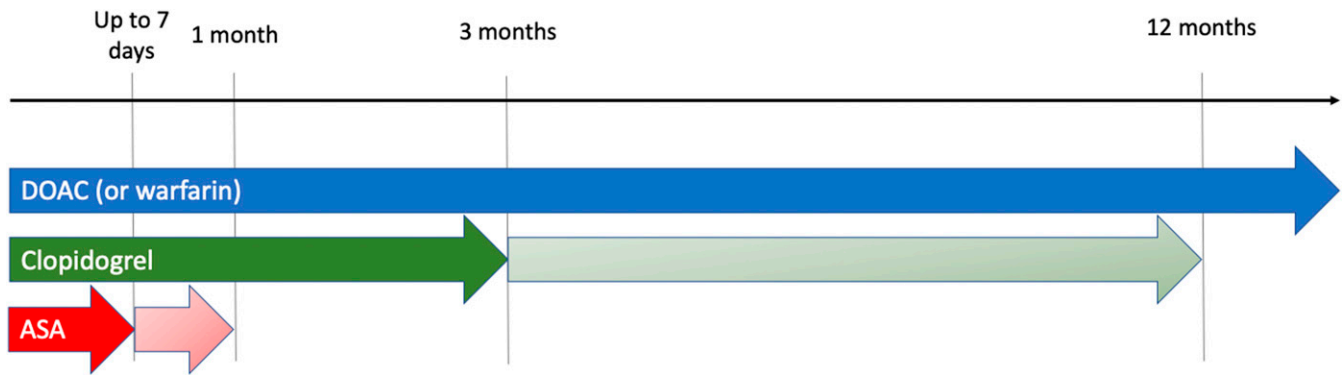 Up to 7
days
1 month
3 months
12 months
DOAC (or warfarin)
Clopidogrel
ASA